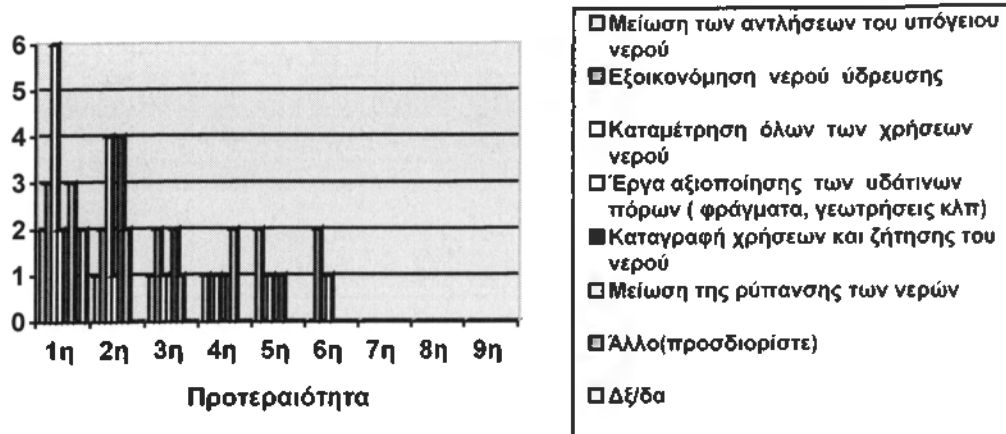 6
5
4
3
2
1
0
1η 2η 3η 4η 5η 6η 7η 8η 9η
Προτεραιότητα
Μείωση των αντλήσεων του υπόγειου
νερού
Εξοικονόμηση νερού ύδρευσης
Καταμέτρηση όλων των χρήσεων
νερού
Έργα αξιοποίησης των υδάτινων
πόρων ( φράγματα, γεωτρήσεις κλπ)
Καταγραφή χρήσεων και ζήτησης του
νερού
Μείωση της ρύπανσης των νερών
Άλλο(προσδιορίστε)
Δξ/δα